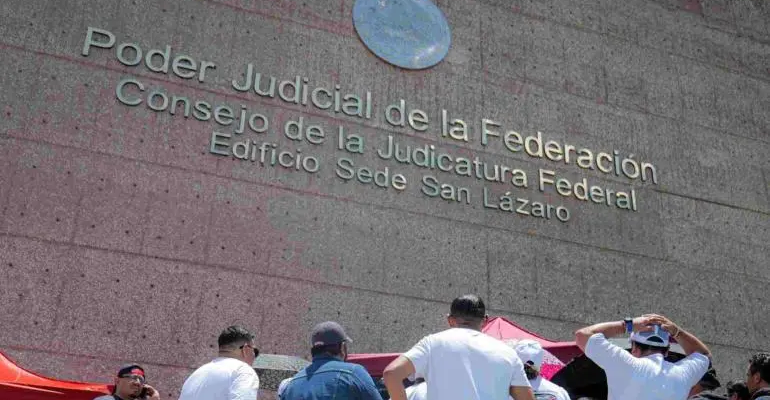 Poder Judicial de la Federación
Consejo de la Judicatura Federal
Edificio Sede San Lázaro